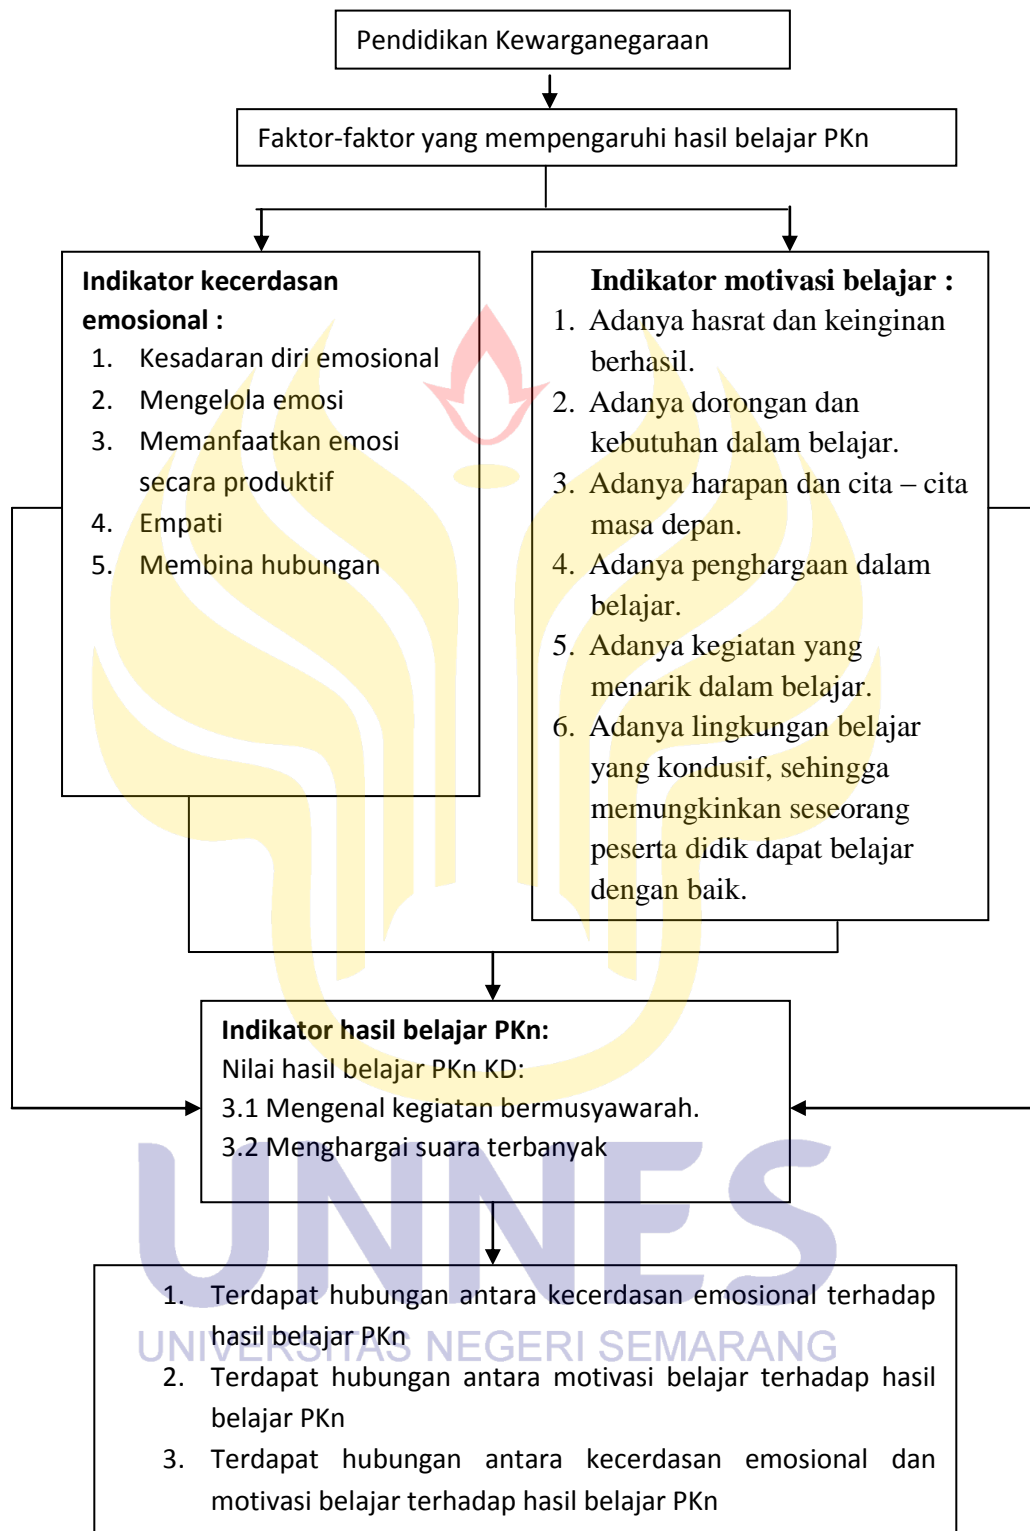 Pendidikan Kewarganegaraan
Faktor-faktor yang mempengaruhi hasil belajar PKn
Indikator kecerdasan
emosional :
1. Kesadaran diri emosional
2. Mengelola emosi
3. Memanfaatkan emosi
secara produktif
4. Empati
5. Membina hubungan
Indikator motivasi belajar :
1. Adanya hasrat dan keinginan
berhasil.
2. Adanya dorongan dan
kebutuhan dalam belajar.
3. Adanya harapan dan cita – cita
masa depan.
4. Adanya penghargaan dalam
belajar.
5. Adanya kegiatan yang
menarik dalam belajar.
6. Adanya lingkungan belajar
yang kondusif, sehingga
memungkinkan seseorang
peserta didik dapat belajar
dengan baik.
Indikator hasil belajar PKn:
Nilai hasil belajar PKn KD:
3.1 Mengenal kegiatan bermusyawarah.
3.2 Menghargai suara terbanyak
UNNES
UNIVERSITAS NEGERI SEMARANG
1. Terdapat hubungan antara kecerdasan emosional terhadap
hasil belajar PKn
2. Terdapat hubungan antara motivasi belajar terhadap hasil
belajar PKn
3. Terdapat hubungan antara kecerdasan emosional dan
motivasi belajar terhadap hasil belajar PKn